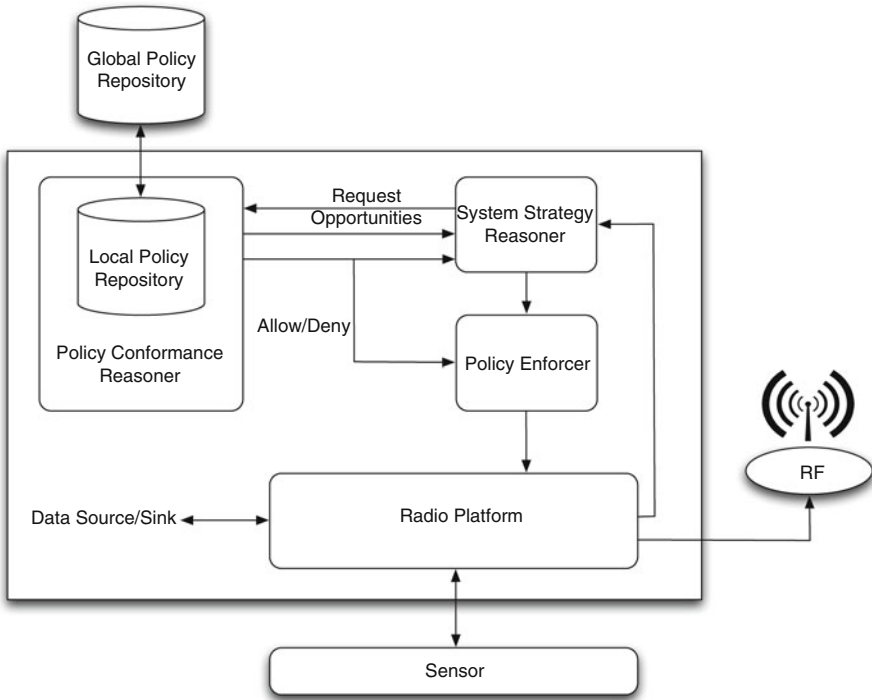 Global Policy
Repository
Request
Opportunities
System Strategy
Reasoner
Local Policy
Repository
Allow/Deny
Policy Conformance
Reasoner
Policy Enforcer
RF
Data Source/Sink
Radio Platform
Sensor